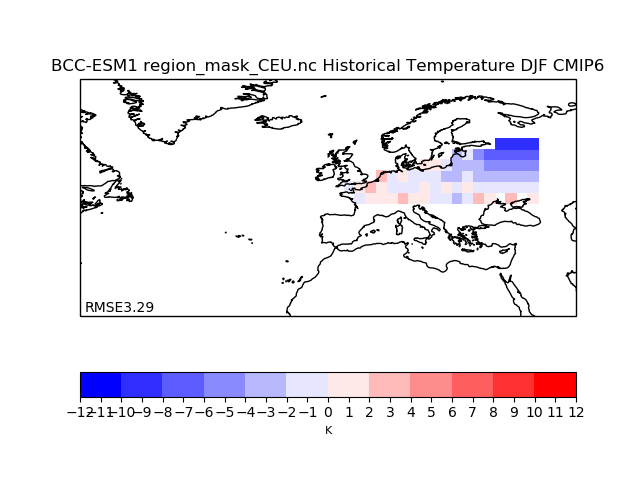 BCC-ESM1 region_mask_CEU.nc Historical Temperature DJF CMIP6
RMSE3.29
−12 −11 −10 −9 −8 −7 −6 −5 −4 −3 −2 −1 0 1 2 3 4 5 6 7 8 9 10 11 12
K